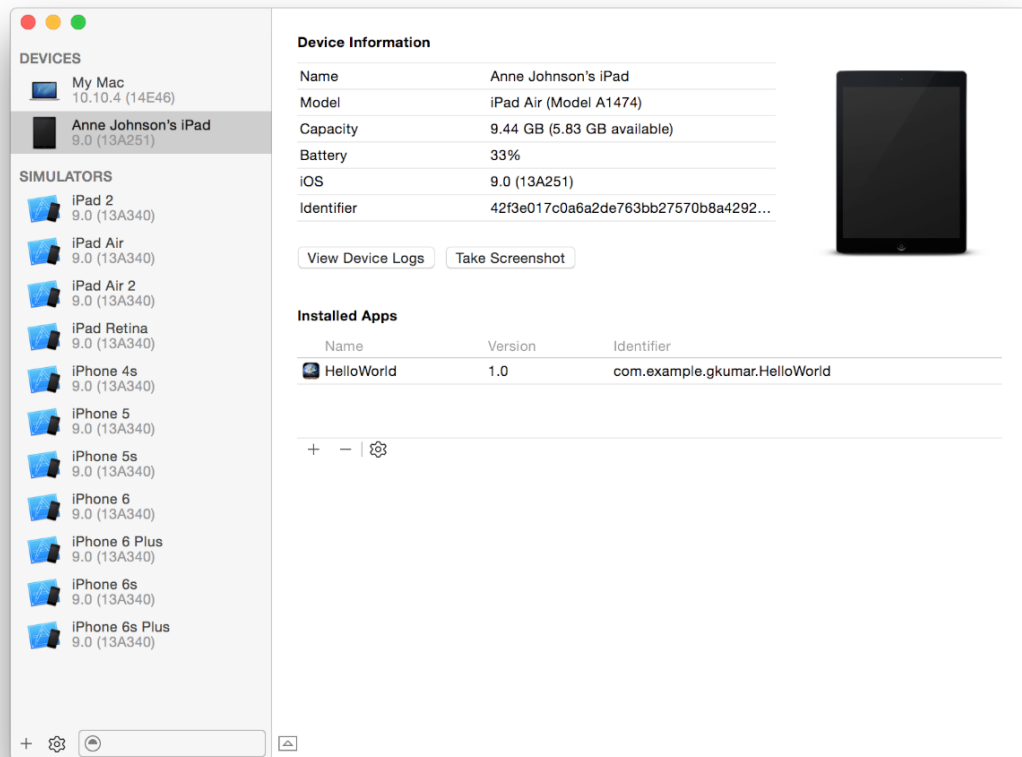 DEVICES
My Mac
10.10.4 (14E46)
Anne Johnson’s iPad
9.0 (13A251)
SIMULATORS
iPad 2
9.0 (13A340)
iPad Air
9.0 (13A340)
iPad Air 2
9.0 (13A340)
iPad Retina
9.0 (13A340)
iPhone 4s
9.0 (13A340)
iPhone 5
9.0 (13A340)
iPhone 5s
9.0 (13A340)
iPhone 6
9.0 (13A340)
iPhone 6 Plus
9.0 (13A340)
iPhone 6s
9.0 (13A340)
iPhone 6s Plus
9.0 (13A340)
Device Information
Name Anne Johnson’s iPad
Model iPad Air (Model A1474)
Capacity 9.44 GB (5.83 GB available)
Battery 33%
iOS 9.0 (13A251)
Identifier 42f3e017c0a6a2de763bb27570b8a4292...
View Device Logs Take Screenshot
Installed Apps
Name Version Identifier
HelloWorld 1.0 com.example.gkumar.HelloWorld